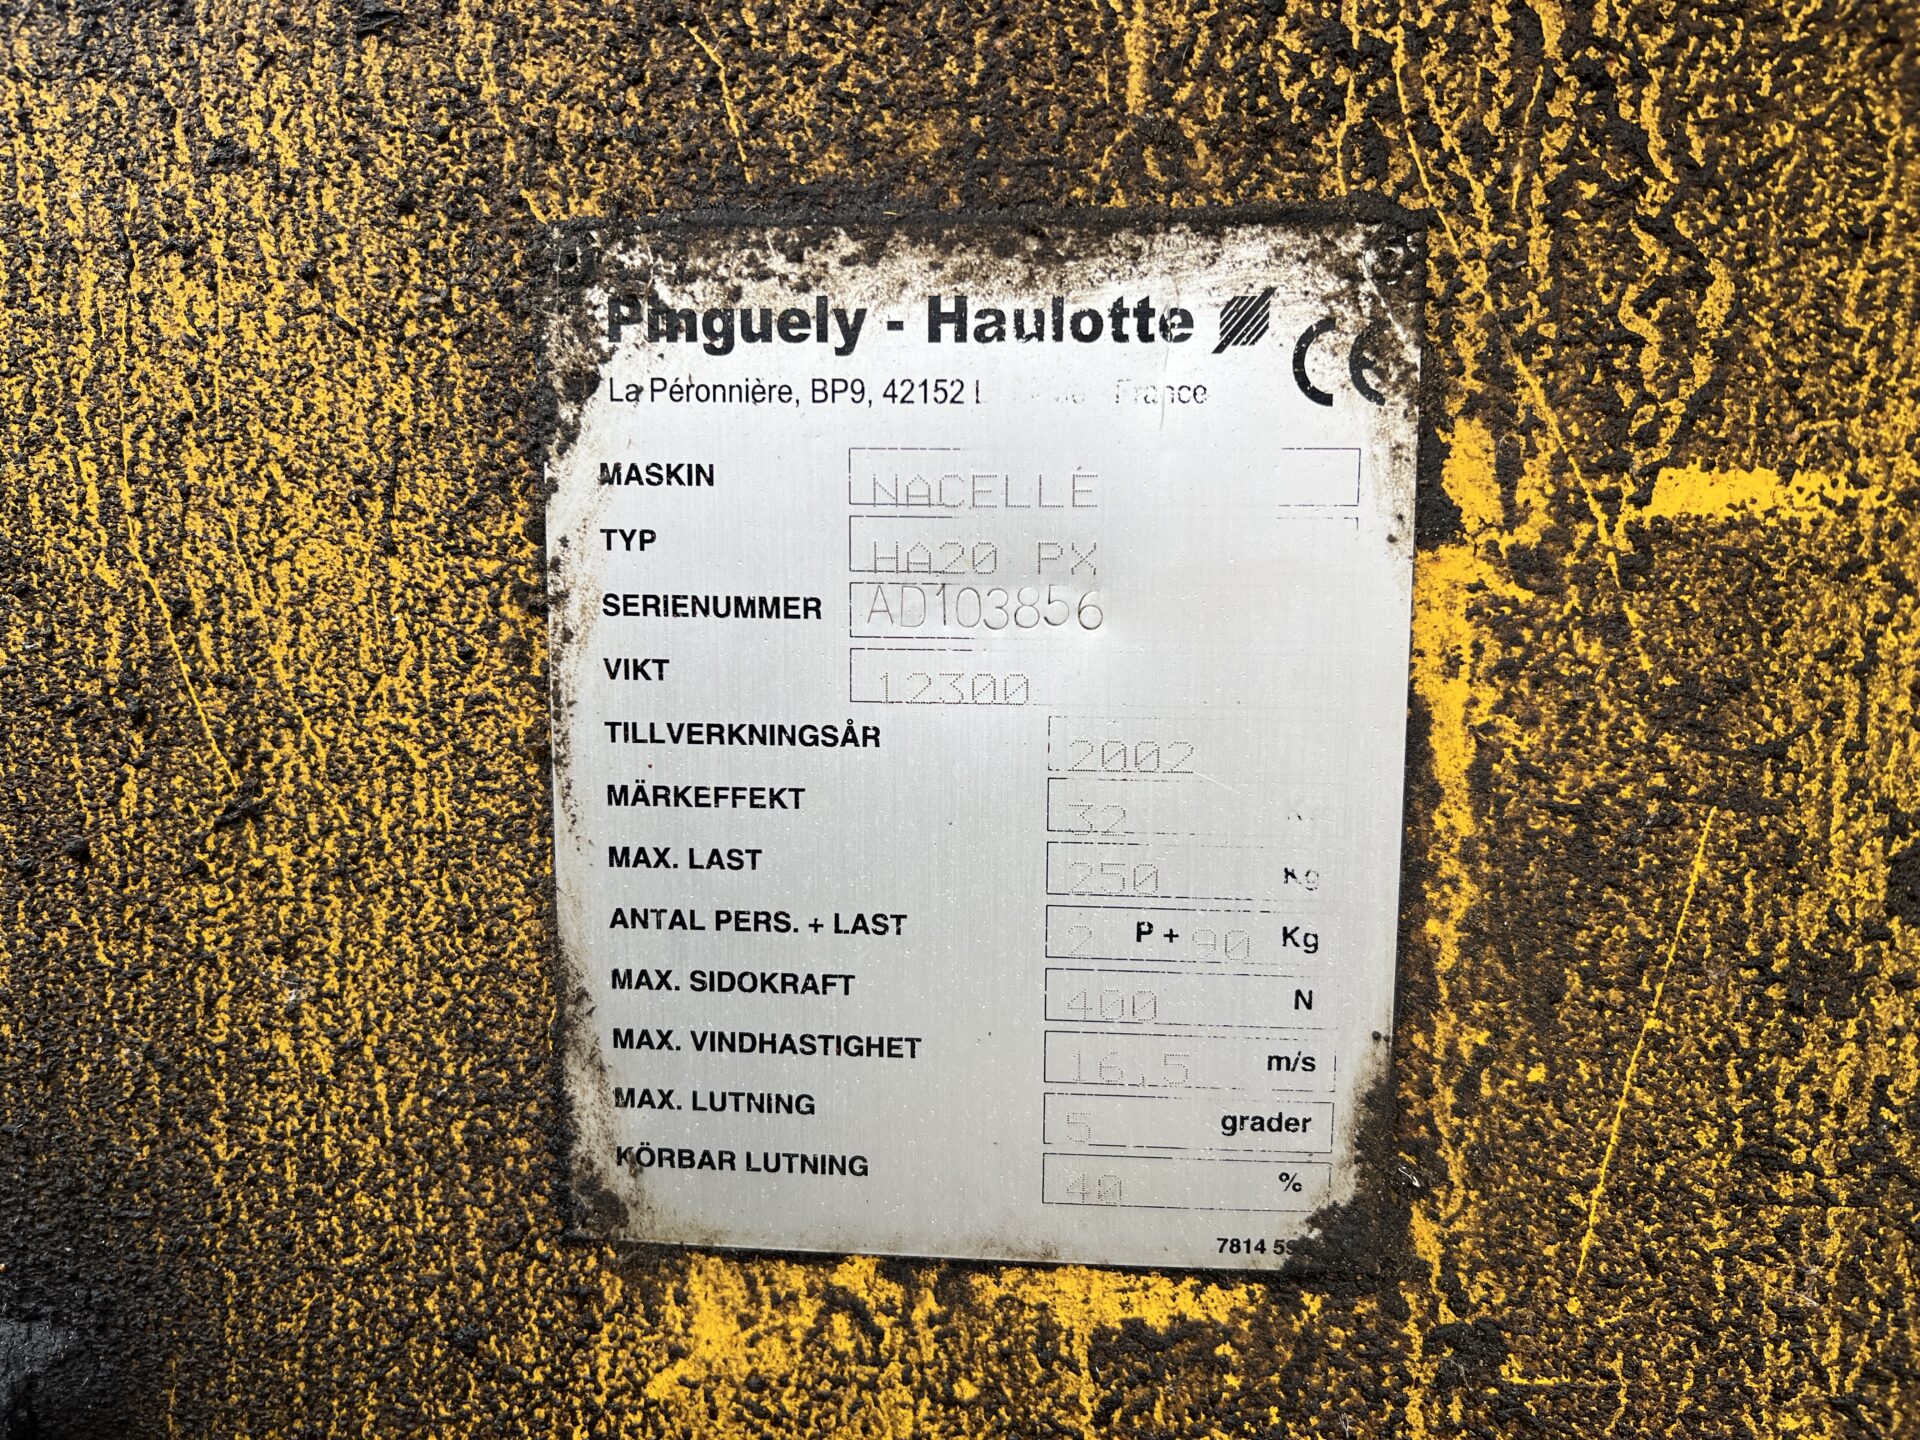 Pinguely - Haulotte
CE
La Péronnière, BP9, 42152 France
MASKIN NACELLE
TYP HA20 PX
SERIENUMMER AD103856
VIKT 12300
TILLVERKNINGSÅR 2002
MÄRKEFFEKT 32
MAX. LAST 250 Kg
ANTAL PERS. + LAST 2 P + 90 Kg
MAX. SIDOKRAFT 400 N
MAX. VINDHASTIGHET 16.5 m/s
MAX. LUTNING 5 grader
KÖRBAR LUTNING 40 %
7814